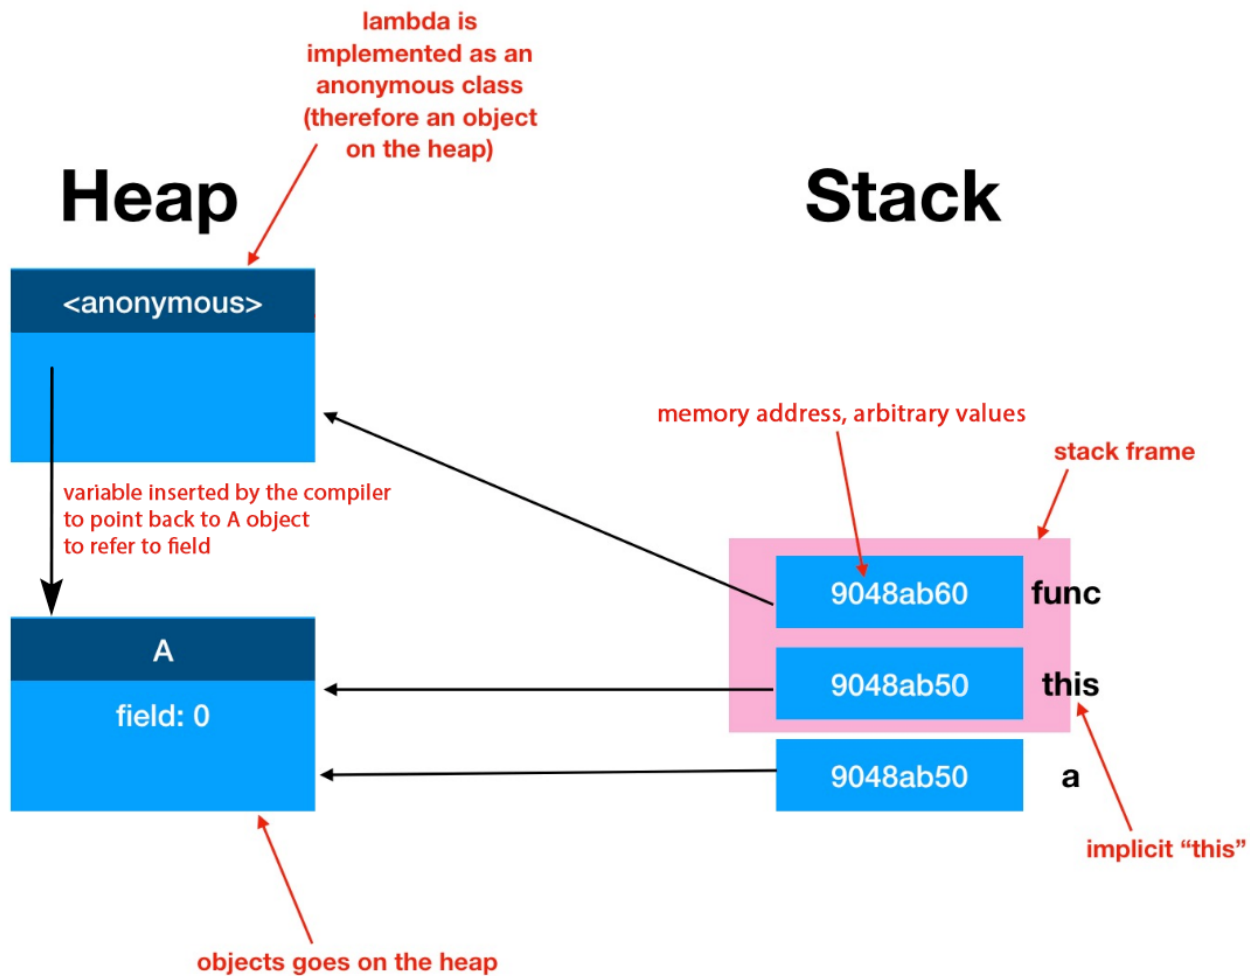 lambda is
implemented as an
anonymous class
(therefore an object
on the heap)
Heap
Stack
<anonymous>
memory address, arbitrary values
stack frame
variable inserted by the compiler
to point back to A object
to refer to field
9048ab60
func
A
9048ab50
this
field: 0
9048ab50
a
implicit “this”
objects goes on the heap